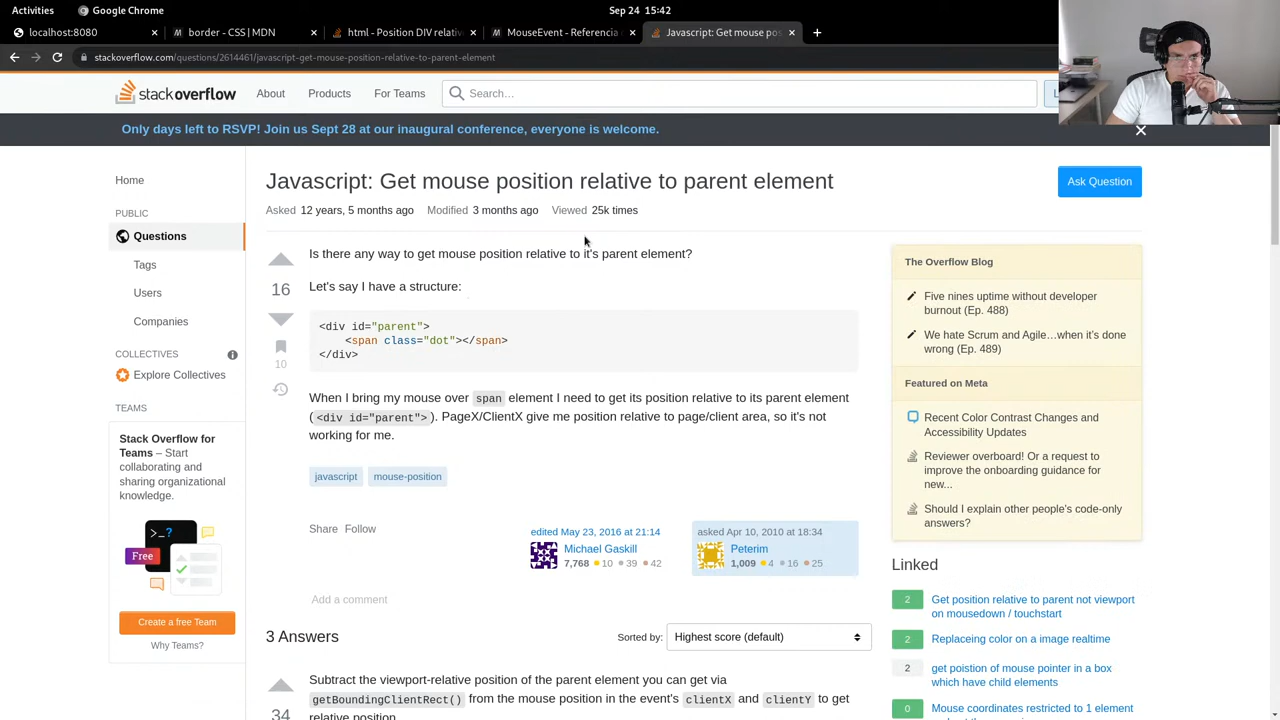 Activities
Google Chrome
Sep 24 15:42
localhost:8080
border - CSS | MDN
html - Position DIV relativ
MouseEvent - Referencia
Javascript: Get mouse pos
stackoverflow.com/questions/2614461/javascript-get-mouse-position-relative-to-parent-element
stackoverflow
About
Products
For Teams
Search…
Only days left to RSVP! Join us Sept 28 at our inaugural conference, everyone is welcome.
Home
PUBLIC
Questions
Tags
Users
Companies
COLLECTIVES
Explore Collectives
TEAMS
Stack Overflow for
Teams – Start
collaborating and
sharing organizational
knowledge.
Free
Create a free Team
Why Teams?
Javascript: Get mouse position relative to parent element
Ask Question
Asked 12 years, 5 months ago Modified 3 months ago Viewed 25k times
16
10
Is there any way to get mouse position relative to it's parent element?
Let's say I have a structure:
<div id="parent">
<span class="dot"></span>
</div>
When I bring my mouse over span element I need to get its position relative to its parent element
(<div id="parent">). PageX/ClientX give me position relative to page/client area, so it's not
working for me.
javascript
mouse-position
Share Follow
edited May 23, 2016 at 21:14
Michael Gaskill
7,768 10 39 42
asked Apr 10, 2010 at 18:34
Peterim
1,009 4 16 25
Add a comment
3 Answers
Sorted by:
Highest score (default)
34
Subtract the viewport-relative position of the parent element you can get via
getBoundingClientRect() from the mouse position in the event's clientX and clientY to get
relative position.
The Overflow Blog
Five nines uptime without developer
burnout (Ep. 488)
We hate Scrum and Agile…when it's done
wrong (Ep. 489)
Featured on Meta
Recent Color Contrast Changes and
Accessibility Updates
Reviewer overboard! Or a request to
improve the onboarding guidance for
new...
Should I explain other people's code-only
answers?
Linked
2 Get position relative to parent not viewport
on mousedown / touchstart
2 Replaceing color on a image realtime
2 get poistion of mouse pointer in a box
which have child elements
0 Mouse coordinates restricted to 1 element